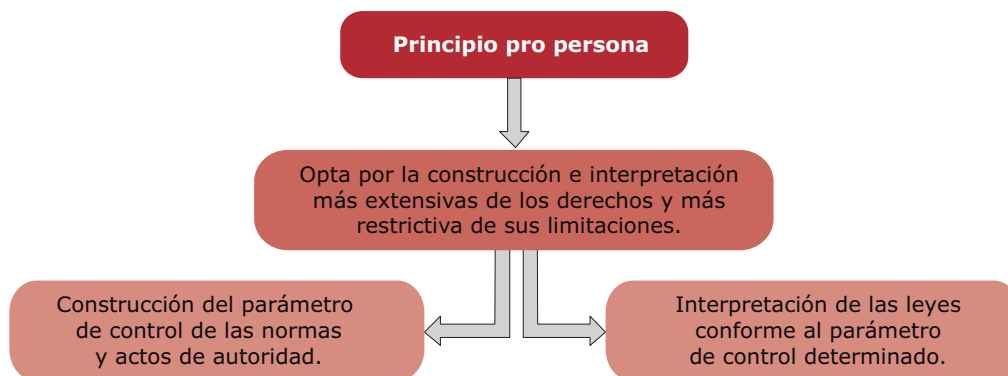 Principio pro persona
Opta por la construcción e interpretación
más extensivas de los derechos y más
restrictiva de sus limitaciones.
Construcción del parámetro
de control de las normas
y actos de autoridad.
Interpretación de las leyes
conforme al parámetro
de control determinado.